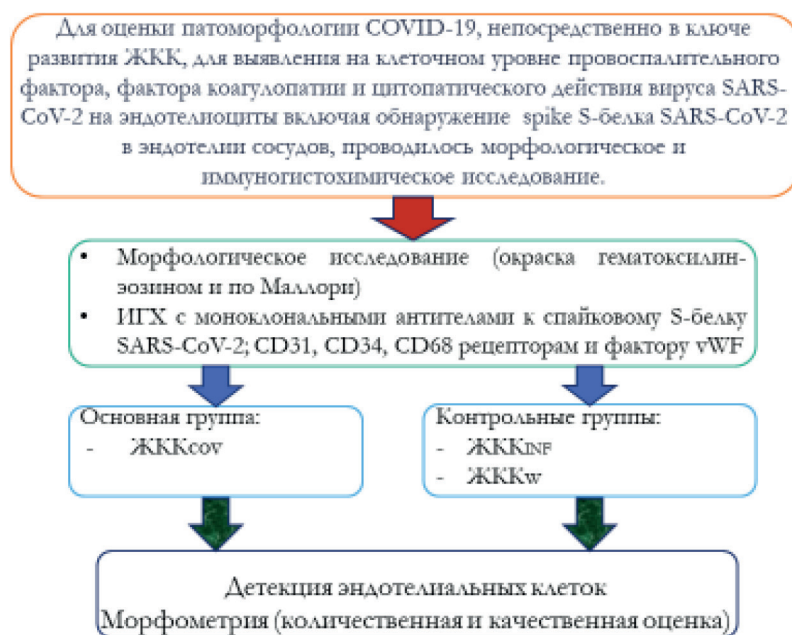 Для оценки патоморфологии COVID-19, непосредственно в ключе
развития ЖКК, для выявления на клеточном уровне провоспалительного
фактора, фактора коагулопатии и цитопатического действия вируса SARS-
CoV-2 на эндотелиоциты включая обнаружение spike S-белка SARS-CoV-2
в эндотелии сосудов, проводилось морфологическое и
иммуногистохимическое исследование.
• Морфологическое исследование (окраска гематоксилин-
эозином и по Маллори)
• ИГХ с моноклональными антителами к спайковому S-белку
SARS-CoV-2; CD31, CD34, CD68 рецепторам и фактору vWF
Основная группа:
- ЖККCOV
Контрольные группы:
- ЖККINF
- ЖККW
Детекция эндотелиальных клеток
Морфометрия (количественная и качественная оценка)